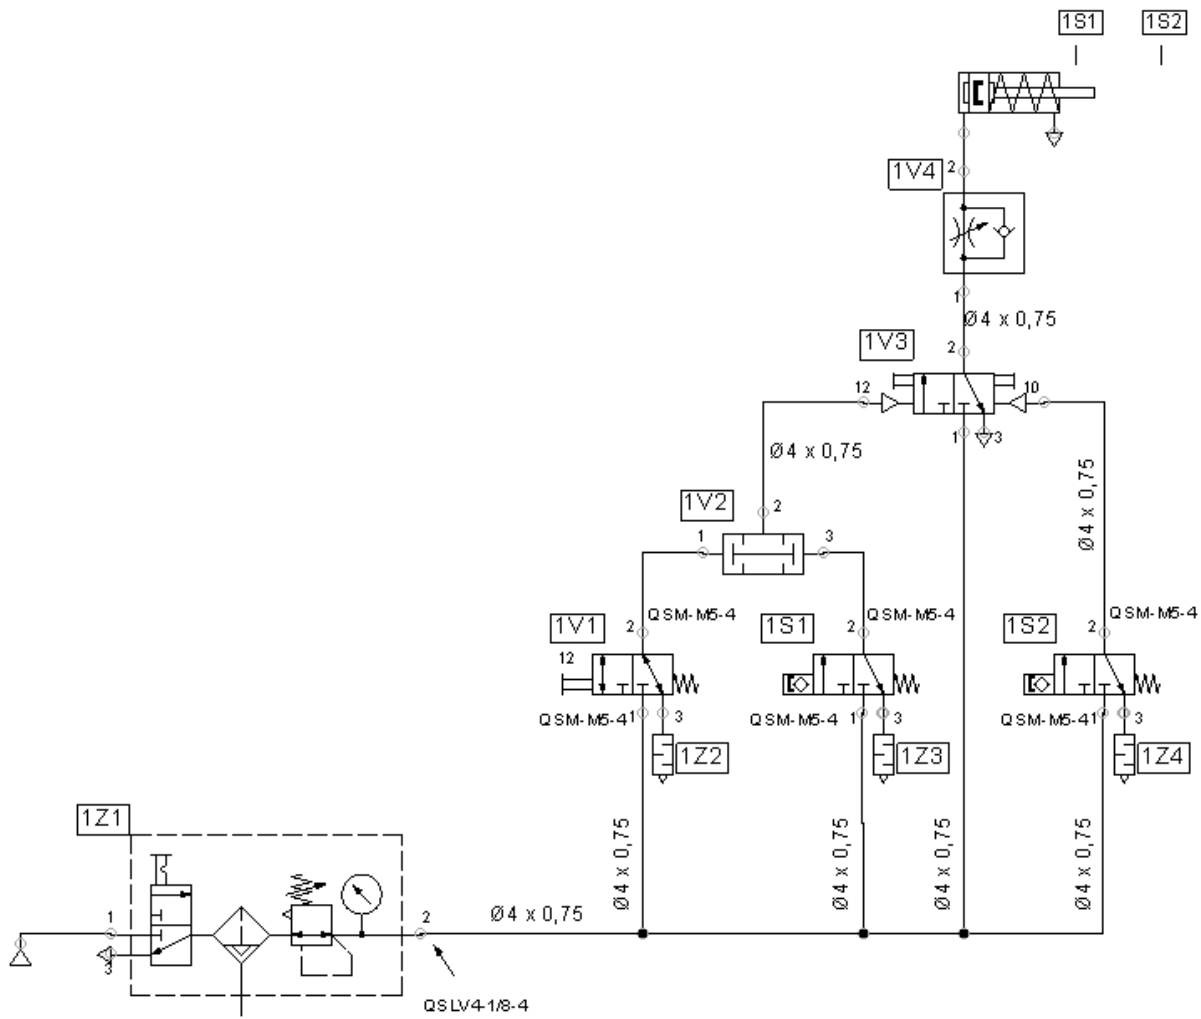 1S1 1S2
1V4 2
1
Ø4 x 0,75
1V3 2
12 10
1 3
Ø4 x 0,75
Ø4 x 0,75
1V2 2
1 3
QSM-M5-4 QSM-M5-4 QSM-M5-4
1V1 2 1S1 2 1S2 2
12
QSM-M5-4 1 3 QSM-M5-4 1 3 QSM-M5-4 1 3
1Z2 1Z3 1Z4
1Z1
Ø4 x 0,75 Ø4 x 0,75 Ø4 x 0,75 Ø4 x 0,75
1 2 Ø4 x 0,75
3
QSLV4-1/8-4